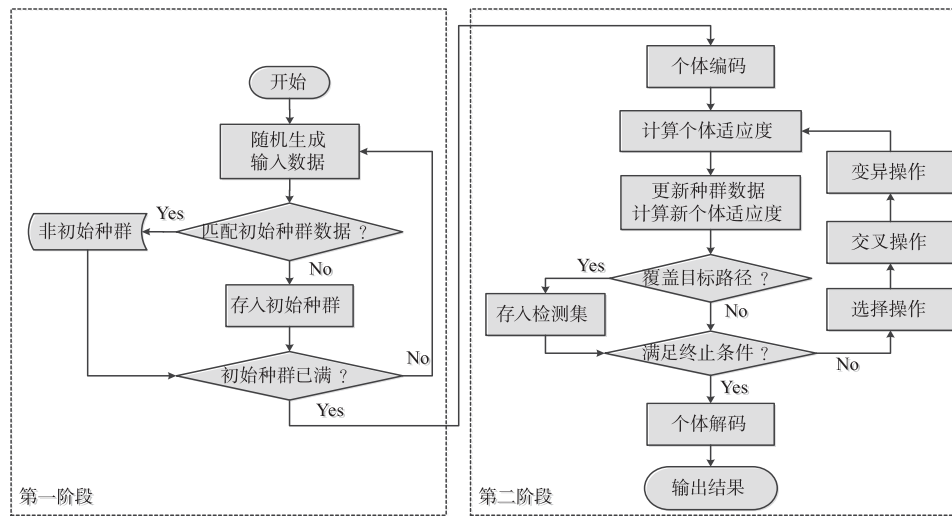 开始
随机生成
输入数据
匹配初始种群数据？
Yes
非初始种群
No
存入初始种群
初始种群已满？
No
Yes
第一阶段
个体编码
计算个体适应度
更新种群数据
计算新个体适应度
覆盖目标路径？
Yes
存入检测集
No
满足终止条件？
No
选择操作
交叉操作
变异操作
Yes
个体解码
输出结果
第二阶段